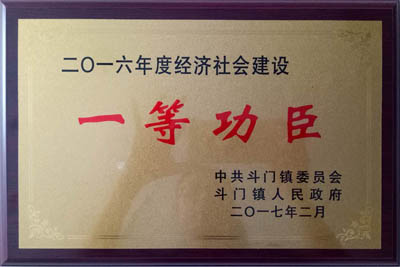 二〇一六年度经济社会建设
一等功臣
中共斗门镇委员会
斗门镇人民政府
二〇一七年二月